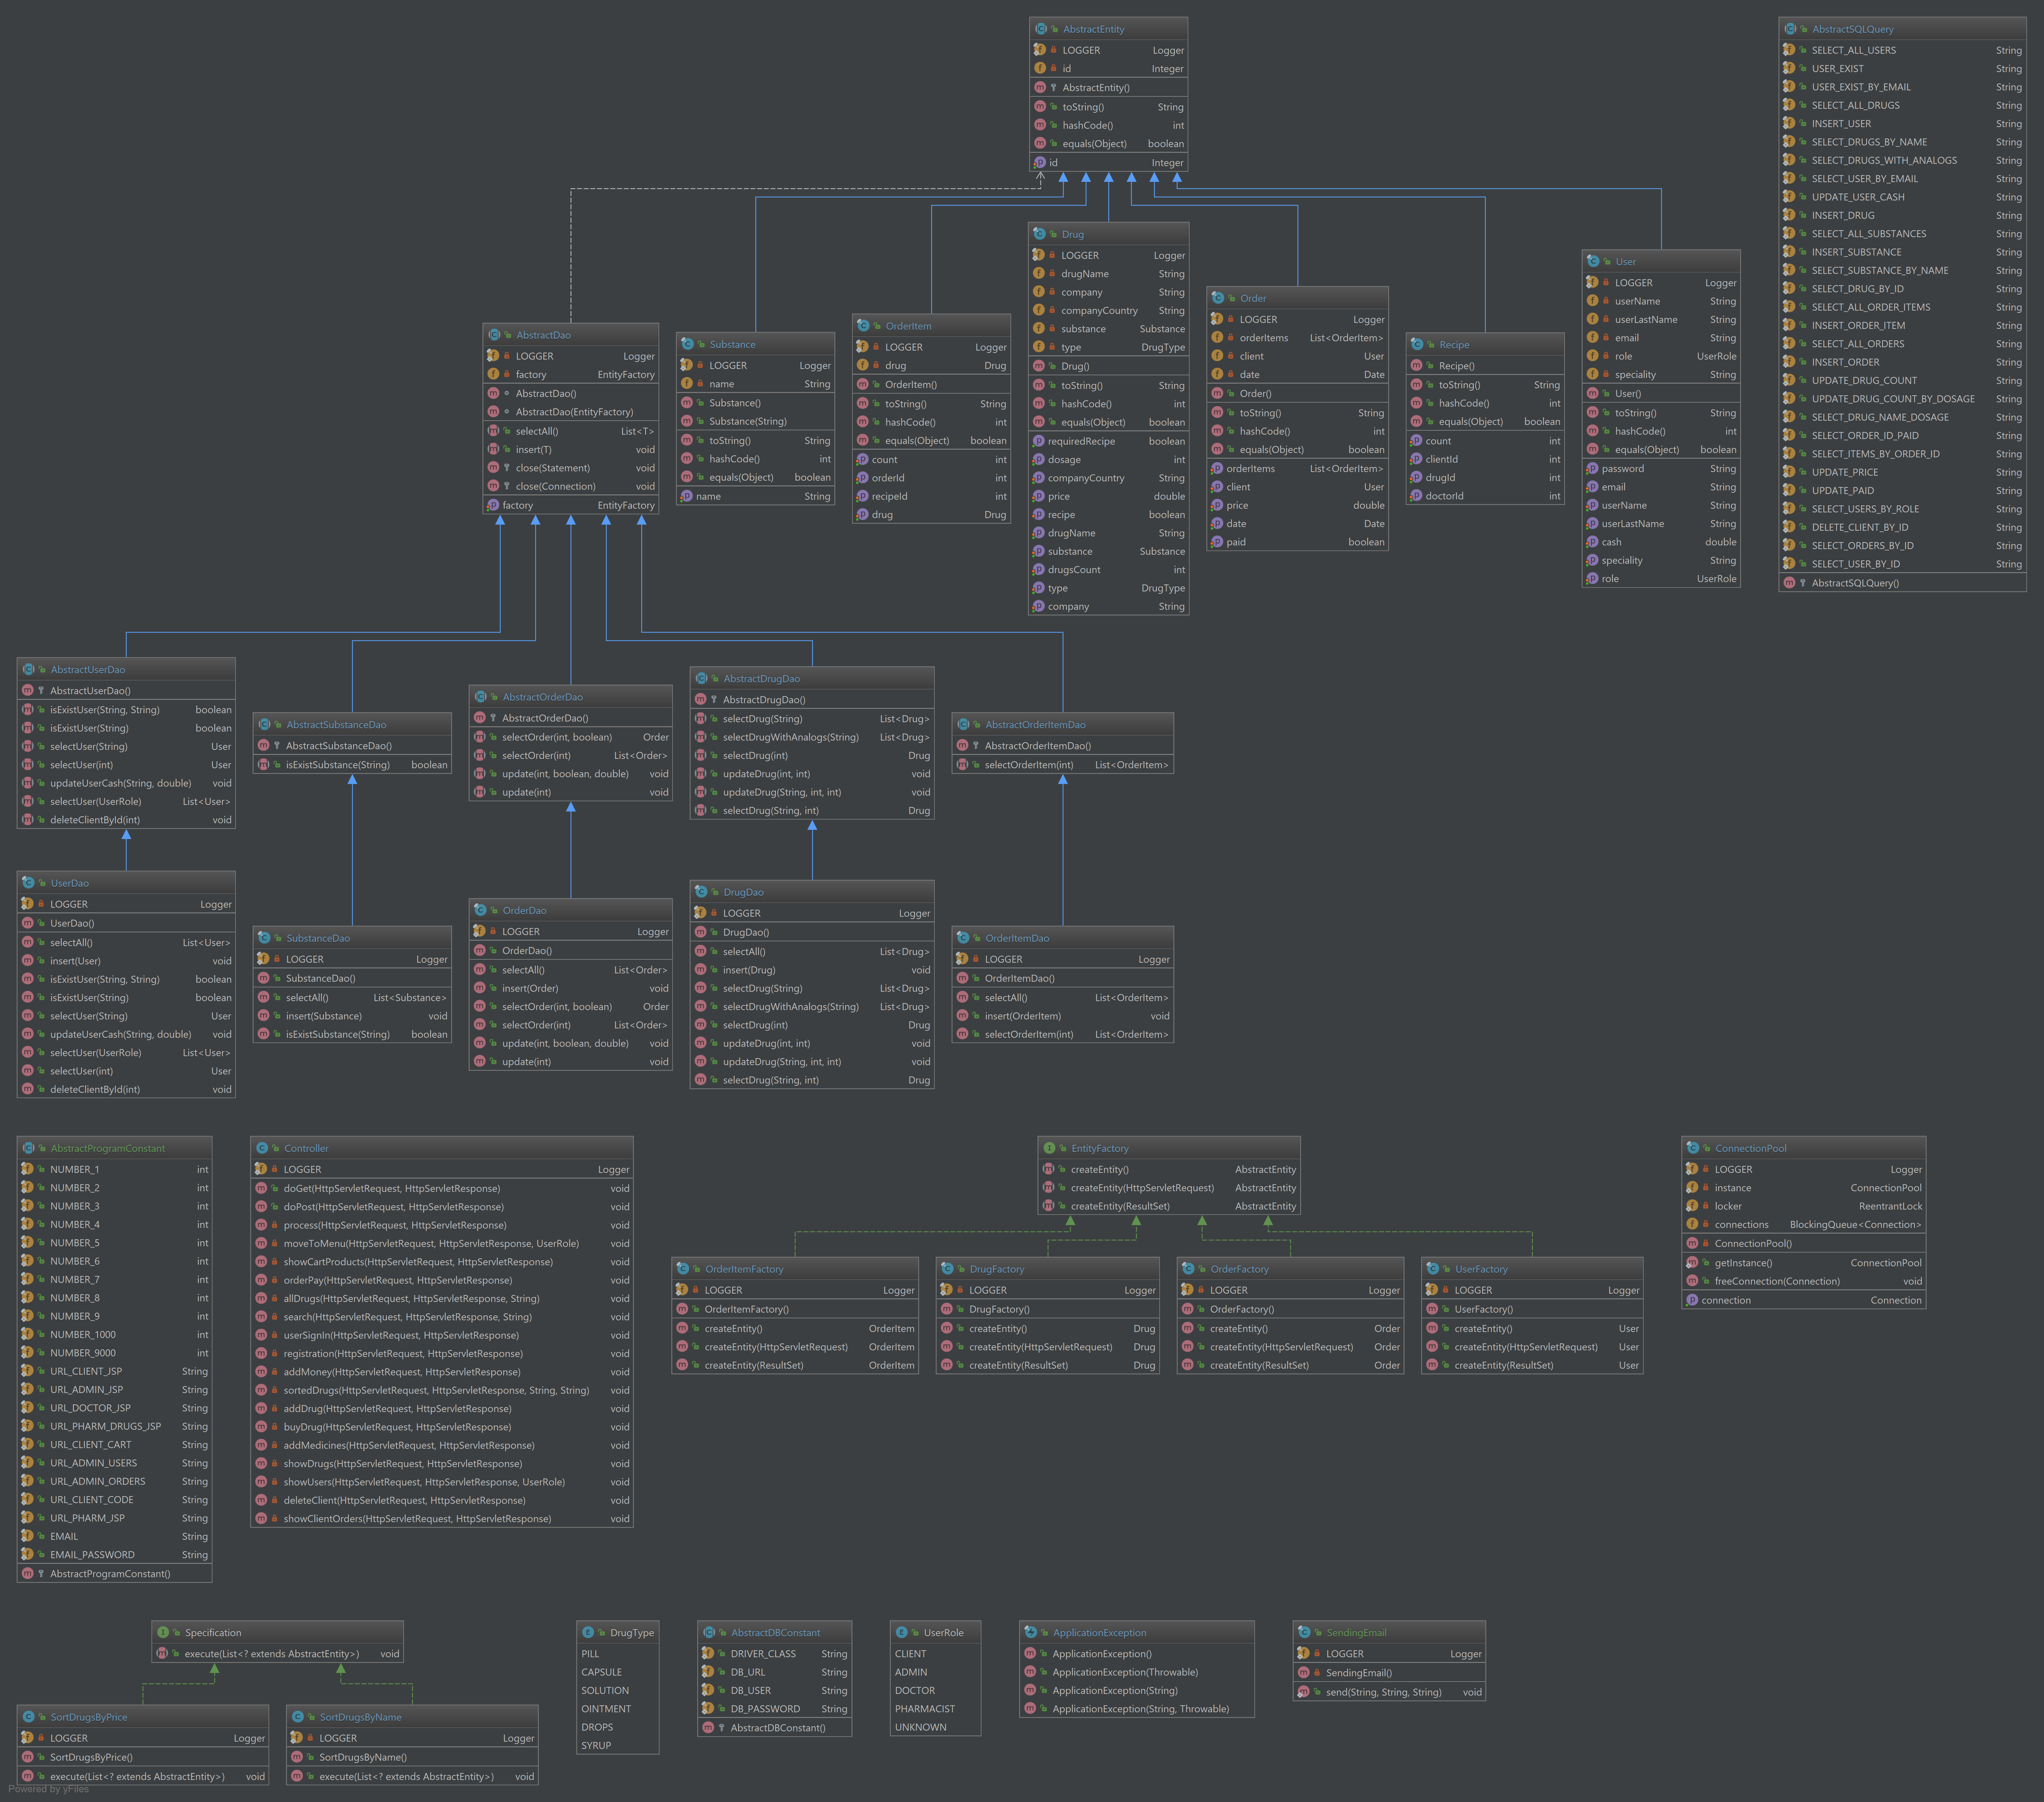 AbstractEntity
LOGGER Logger
id Integer
AbstractEntity()
toString() String
hashCode() int
equals(Object) boolean
id Integer
AbstractSQLQuery
SELECT_ALL_USERS String
USER_EXIST String
USER_EXIST_BY_EMAIL String
SELECT_ALL_DRUGS String
INSERT_USER String
SELECT_DRUGS_BY_NAME String
SELECT_DRUGS_WITH_ANALOGS String
SELECT_USER_BY_EMAIL String
UPDATE_USER_CASH String
INSERT_DRUG String
SELECT_ALL_SUBSTANCES String
INSERT_SUBSTANCE String
SELECT_SUBSTANCE_BY_NAME String
SELECT_DRUG_BY_ID String
SELECT_ALL_ORDER_ITEMS String
INSERT_ORDER_ITEM String
SELECT_ALL_ORDERS String
INSERT_ORDER String
UPDATE_DRUG_COUNT String
UPDATE_DRUG_COUNT_BY_DOSAGE String
SELECT_DRUG_NAME_DOSAGE String
SELECT_ORDER_ID_PAID String
SELECT_ITEMS_BY_ORDER_ID String
UPDATE_PRICE String
UPDATE_PAID String
SELECT_USERS_BY_ROLE String
DELETE_CLIENT_BY_ID String
SELECT_ORDERS_BY_ID String
SELECT_USER_BY_ID String
AbstractSQLQuery()
AbstractDao
LOGGER Logger
factory EntityFactory
AbstractDao()
AbstractDao(EntityFactory)
selectAll() List<T>
insert(T) void
close(Statement) void
close(Connection) void
factory EntityFactory
Substance
LOGGER Logger
name String
Substance()
Substance(String)
toString() String
hashCode() int
equals(Object) boolean
name String
OrderItem
LOGGER Logger
drug Drug
OrderItem()
toString() String
hashCode() int
equals(Object) boolean
count int
orderId int
recipeId int
drug Drug
Drug
LOGGER Logger
drugName String
company String
companyCountry String
substance Substance
type DrugType
Drug()
toString() String
hashCode() int
equals(Object) boolean
requiredRecipe boolean
dosage int
companyCountry String
price double
recipe boolean
drugName String
substance Substance
drugsCount int
type DrugType
company String
Order
LOGGER Logger
orderItems List<OrderItem>
client User
date Date
Order()
toString() String
hashCode() int
equals(Object) boolean
orderItems List<OrderItem>
client User
price double
date Date
paid boolean
Recipe
Recipe()
toString() String
hashCode() int
equals(Object) boolean
count int
clientId int
drugId int
doctorId int
User
LOGGER Logger
userName String
userLastName String
email String
role UserRole
speciality String
User()
toString() String
hashCode() int
equals(Object) boolean
password String
email String
userName String
userLastName String
cash double
speciality String
role UserRole
AbstractUserDao
AbstractUserDao()
isExistUser(String, String) boolean
isExistUser(String) boolean
selectUser(String) User
selectUser(int) User
updateUserCash(String, double) void
selectUser(UserRole) List<User>
deleteClientById(int) void
AbstractSubstanceDao
AbstractSubstanceDao()
isExistSubstance(String) boolean
AbstractOrderDao
AbstractOrderDao()
selectOrder(int, boolean) Order
selectOrder(int) List<Order>
update(int, boolean, double) void
update(int) void
AbstractDrugDao
AbstractDrugDao()
selectDrug(String) List<Drug>
selectDrugWithAnalogs(String) List<Drug>
selectDrug(int) Drug
updateDrug(int, int) void
updateDrug(String, int, int) void
selectDrug(String, int) Drug
AbstractOrderItemDao
AbstractOrderItemDao()
selectOrderItem(int) List<OrderItem>
UserDao
LOGGER Logger
UserDao()
selectAll() List<User>
insert(User) void
isExistUser(String, String) boolean
isExistUser(String) boolean
selectUser(String) User
updateUserCash(String, double) void
selectUser(UserRole) List<User>
selectUser(int) User
deleteClientById(int) void
SubstanceDao
LOGGER Logger
SubstanceDao()
selectAll() List<Substance>
insert(Substance) void
isExistSubstance(String) boolean
OrderDao
LOGGER Logger
OrderDao()
selectAll() List<Order>
insert(Order) void
selectOrder(int, boolean) Order
selectOrder(int) List<Order>
update(int, boolean, double) void
update(int) void
DrugDao
LOGGER Logger
DrugDao()
selectAll() List<Drug>
insert(Drug) void
selectDrug(String) List<Drug>
selectDrugWithAnalogs(String) List<Drug>
selectDrug(int) Drug
updateDrug(int, int) void
updateDrug(String, int, int) void
selectDrug(String, int) Drug
OrderItemDao
LOGGER Logger
OrderItemDao()
selectAll() List<OrderItem>
insert(OrderItem) void
selectOrderItem(int) List<OrderItem>
AbstractProgramConstant
NUMBER_1 int
NUMBER_2 int
NUMBER_3 int
NUMBER_4 int
NUMBER_5 int
NUMBER_6 int
NUMBER_7 int
NUMBER_8 int
NUMBER_9 int
NUMBER_1000 int
NUMBER_9000 int
URL_CLIENT_JSP String
URL_ADMIN_JSP String
URL_DOCTOR_JSP String
URL_PHARM_DRUGS_JSP String
URL_CLIENT_CART String
URL_ADMIN_USERS String
URL_ADMIN_ORDERS String
URL_CLIENT_CODE String
URL_PHARM_JSP String
EMAIL String
EMAIL_PASSWORD String
AbstractProgramConstant()
Controller
LOGGER Logger
doGet(HttpServletRequest, HttpServletResponse) void
doPost(HttpServletRequest, HttpServletResponse) void
process(HttpServletRequest, HttpServletResponse) void
moveToMenu(HttpServletRequest, HttpServletResponse, UserRole) void
showCartProducts(HttpServletRequest, HttpServletResponse) void
orderPay(HttpServletRequest, HttpServletResponse) void
allDrugs(HttpServletRequest, HttpServletResponse, String) void
search(HttpServletRequest, HttpServletResponse, String) void
userSignIn(HttpServletRequest, HttpServletResponse) void
registration(HttpServletRequest, HttpServletResponse) void
addMoney(HttpServletRequest, HttpServletResponse) void
sortedDrugs(HttpServletRequest, HttpServletResponse, String, String) void
addDrug(HttpServletRequest, HttpServletResponse) void
buyDrug(HttpServletRequest, HttpServletResponse) void
addMedicines(HttpServletRequest, HttpServletResponse) void
showDrugs(HttpServletRequest, HttpServletResponse) void
showUsers(HttpServletRequest, HttpServletResponse, UserRole) void
deleteClient(HttpServletRequest, HttpServletResponse) void
showClientOrders(HttpServletRequest, HttpServletResponse) void
EntityFactory
createEntity() AbstractEntity
createEntity(HttpServletRequest) AbstractEntity
createEntity(ResultSet) AbstractEntity
OrderItemFactory
LOGGER Logger
OrderItemFactory()
createEntity() OrderItem
createEntity(HttpServletRequest) OrderItem
createEntity(ResultSet) OrderItem
DrugFactory
LOGGER Logger
DrugFactory()
createEntity() Drug
createEntity(HttpServletRequest) Drug
createEntity(ResultSet) Drug
OrderFactory
LOGGER Logger
OrderFactory()
createEntity() Order
createEntity(HttpServletRequest) Order
createEntity(ResultSet) Order
UserFactory
LOGGER Logger
UserFactory()
createEntity() User
createEntity(HttpServletRequest) User
createEntity(ResultSet) User
ConnectionPool
LOGGER Logger
instance ConnectionPool
locker ReentrantLock
connections BlockingQueue<Connection>
ConnectionPool()
getInstance() ConnectionPool
freeConnection(Connection) void
connection Connection
Specification
execute(List<? extends AbstractEntity>) void
SortDrugsByPrice
LOGGER Logger
SortDrugsByPrice()
execute(List<? extends AbstractEntity>) void
SortDrugsByName
LOGGER Logger
SortDrugsByName()
execute(List<? extends AbstractEntity>) void
DrugType
PILL
CAPSULE
SOLUTION
OINTMENT
DROPS
SYRUP
AbstractDBConstant
DRIVER_CLASS String
DB_URL String
DB_USER String
DB_PASSWORD String
AbstractDBConstant()
UserRole
CLIENT
ADMIN
DOCTOR
PHARMACIST
UNKNOWN
ApplicationException
ApplicationException()
ApplicationException(Throwable)
ApplicationException(String)
ApplicationException(String, Throwable)
SendingEmail
LOGGER Logger
SendingEmail()
send(String, String, String) void
Powered by yFiles